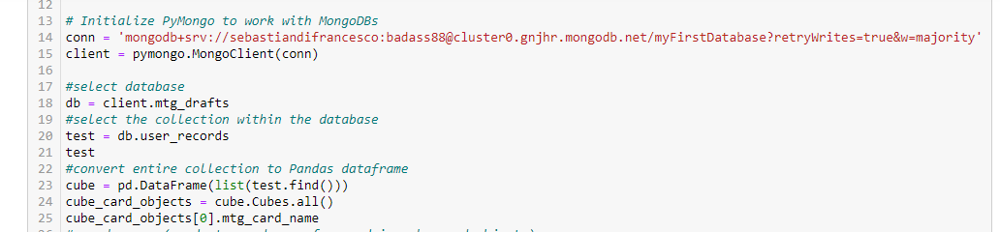 12
13 # Initialize PyMongo to work with MongoDBs
14 conn = 'mongodb+srv://sebastiandifrancesco:badass88@cluster0.gnjhr.mongodb.net/myFirstDatabase?retryWrites=true&w=majority'
15 client = pymongo.MongoClient(conn)
16
17 #select database
18 db = client.mtg_drafts
19 #select the collection within the database
20 test = db.user_records
21 test
22 #convert entire collection to Pandas dataframe
23 cube = pd.DataFrame(list(test.find()))
24 cube_card_objects = cube.Cubes.all()
25 cube_card_objects[0].mtg_card_name